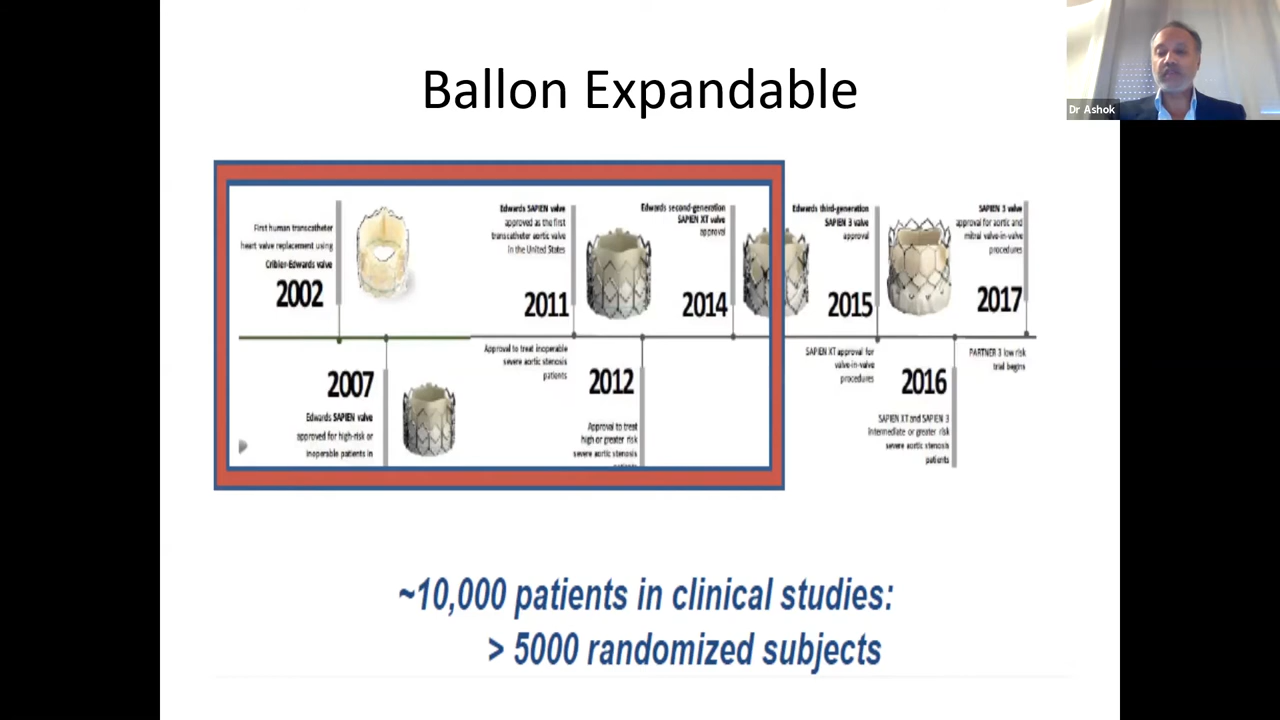 Ballon Expandable
Dr Ashok
First human transcatheter
heart valve replacement using
Cribier-Edwards valve
2002
Edwards SAPIEN valve
approved as the first
transcatheter aortic valve
in the United States
2011
Edwards second-generation
SAPIEN XT valve
approval
2014
Edwards third-generation
SAPIEN 3 valve
approval
2015
SAPIEN 3 valve
approval for aortic and
mitral valve-in-valve
procedures
2017
2007
Edwards SAPIEN valve
approved for high-risk or
inoperable patients in
Approval to treat inoperable
severe aortic stenosis
patients
2012
Approval to treat
high or greater risk
severe aortic stenosis
SAPIEN XT approval for
valve-in-valve
procedures
2016
SAPIEN XT and SAPIEN 3
intermediate or greater risk
severe aortic stenosis
patients
PARTNER 3 low risk
trial begins
~10,000 patients in clinical studies:
> 5000 randomized subjects